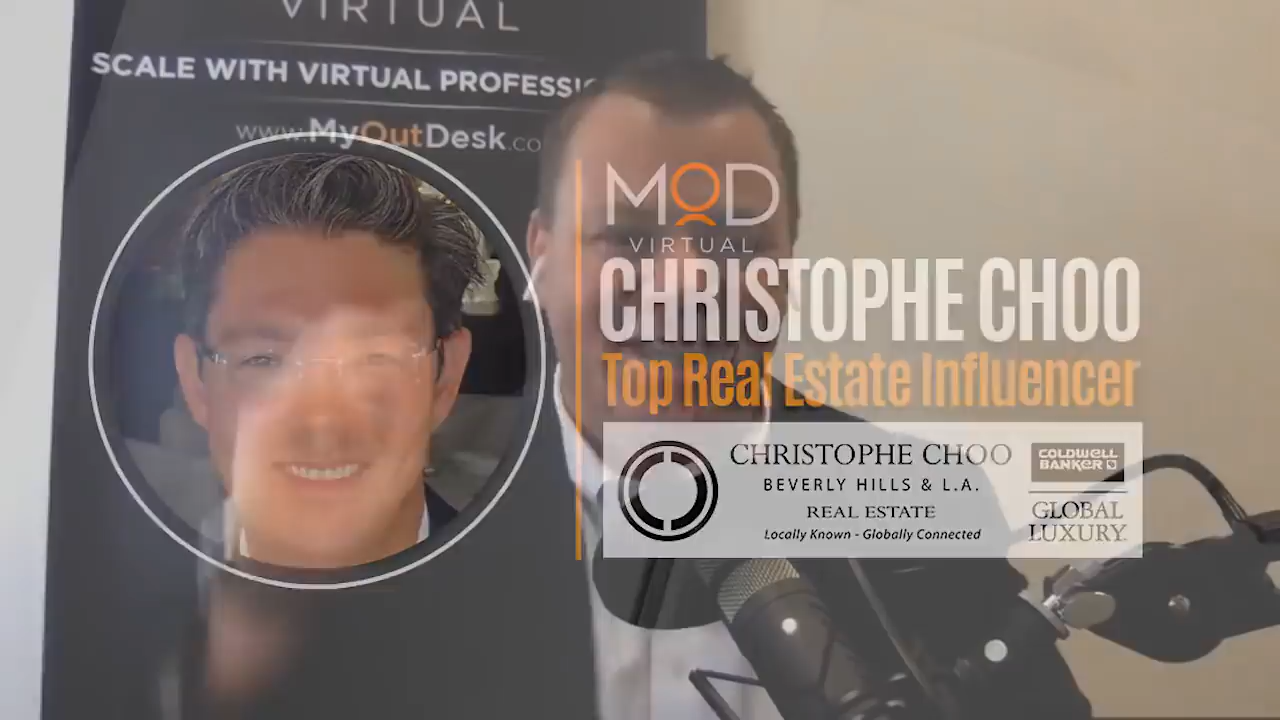 VIRTUAL
SCALE WITH VIRTUAL PROFESSI
www.MyOutDesk.co
MOD
VIRTUAL
CHRISTOPHE CHOO
Top Real Estate Influencer
CHRISTOPHE CHOO
BEVERLY HILLS & L.A.
REAL ESTATE
Locally Known - Globally Connected
COLDWELL
BANKER
GLOBAL
LUXURY